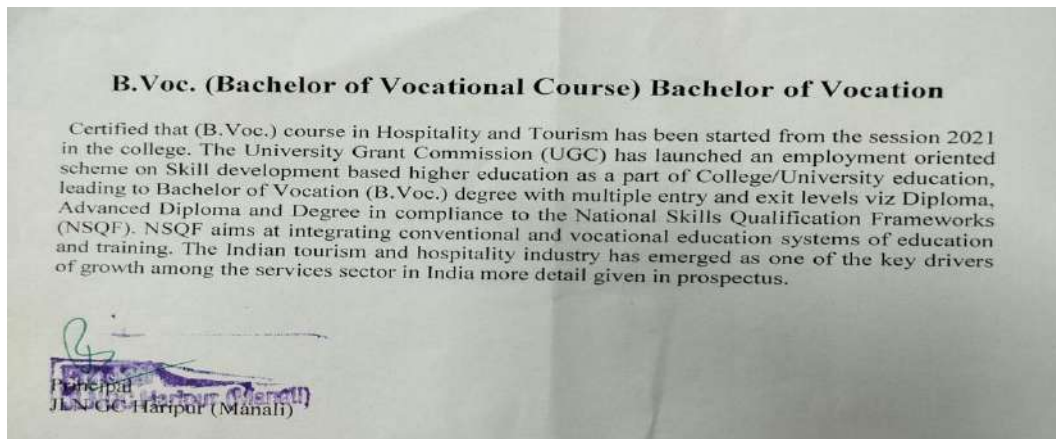 B.Voc. (Bachelor of Vocational Course) Bachelor of Vocation
Certified that (B.Voc.) course in Hospitality and Tourism has been started from the session 2021
in the college. The University Grant Commission (UGC) has launched an employment oriented
scheme on Skill development based higher education as a part of College/University education,
leading to Bachelor of Vocation (B.Voc.) degree with multiple entry and exit levels viz Diploma,
Advanced Diploma and Degree in compliance to the National Skills Qualification Frameworks
(NSQF). NSQF aims at integrating conventional and vocational education systems of education
and training. The Indian tourism and hospitality industry has emerged as one of the key drivers
of growth among the services sector in India more detail given in prospectus.
Principal
Haripur (Manali)
JLN GC Haripur (Manali)